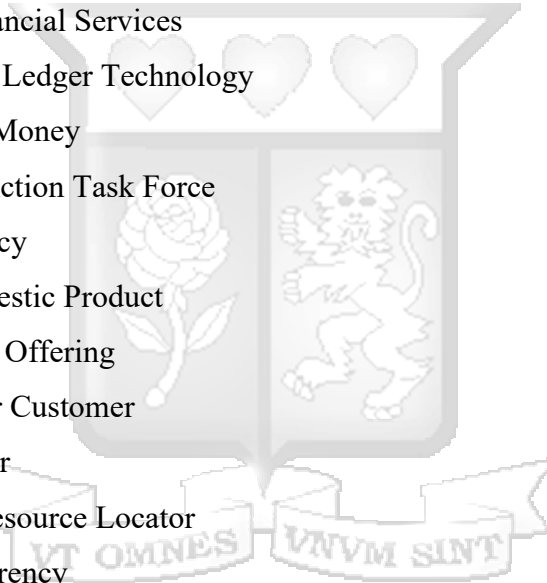 ancial Services
Ledger Technology
Money
ction Task Force
cy
estic Product
Offering
r Customer
r
esource Locator
rency
VT OMNES VNVM SINT